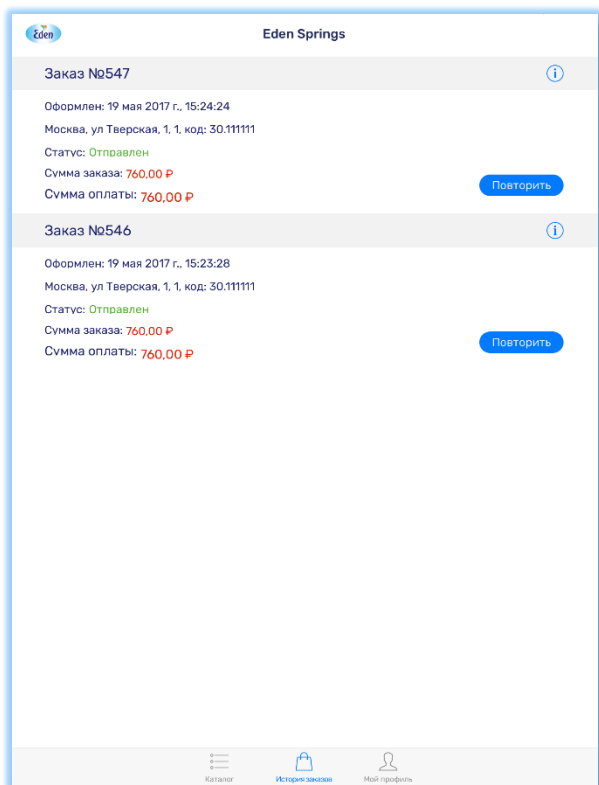 Eden
Eden Springs
Заказ №547
Оформлен: 19 мая 2017 г., 15:24:24
Москва, ул Тверская, 1, 1, код: 30.111111
Статус: Отправлен
Сумма заказа: 760,00 ₽
Сумма оплаты: 760,00 ₽
Повторить
Заказ №546
Оформлен: 19 мая 2017 г., 15:23:28
Москва, ул Тверская, 1, 1, код: 30.111111
Статус: Отправлен
Сумма заказа: 760,00 ₽
Сумма оплаты: 760,00 ₽
Повторить
Каталог История заказов Мой профиль